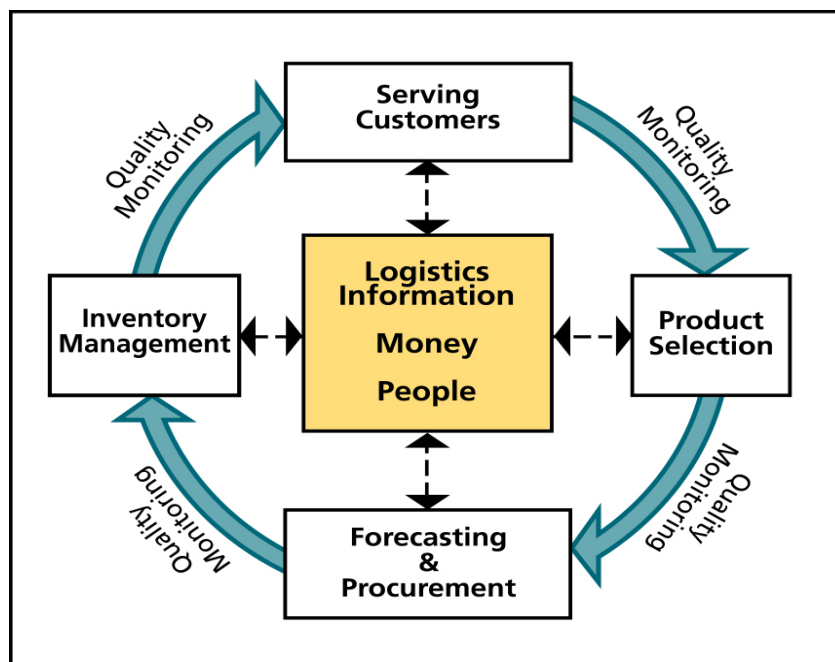 Serving
Customers
Quality
Monitoring
Quality
Monitoring
Logistics
Information
Money
People
Inventory
Management
Product
Selection
Quality
Monitoring
Quality
Monitoring
Forecasting
&
Procurement